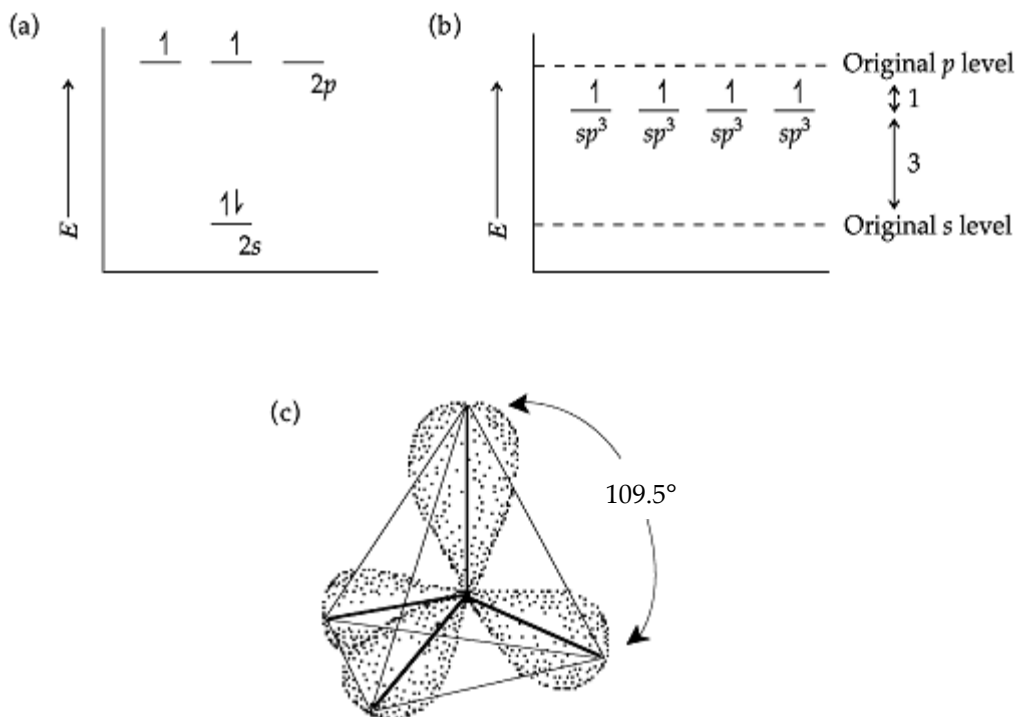 (a)
1 1
2p
E
1⇂
2s
(b)
Original p level
1 1 1 1
1
sp³ sp³ sp³ sp³
3
E
Original s level
(c)
109.5°